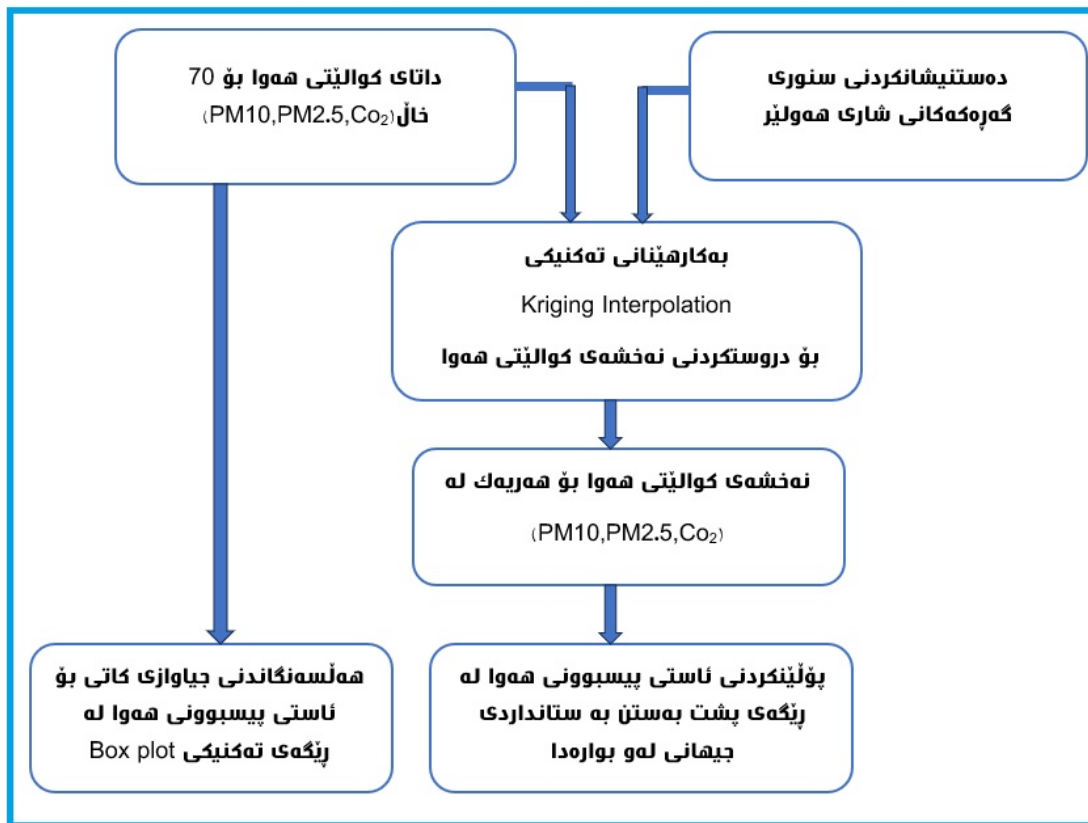 داتای کوالێتی هەوا بۆ 70
خاڵ(PM10,PM2.5,Co₂)
دەستنیشانکردنی سنوری
گەڕەکەکانی شاری هەولێر
بەکارهێنانی تەکنیکی
Kriging Interpolation
بۆ دروستکردنی نەخشەی کوالێتی هەوا
نەخشەی کوالێتی هەوا بۆ هەریەك لە
(PM10,PM2.5,Co₂)
هەڵسەنگاندنی جیاوازی کاتی بۆ
ئاستی پیسبوونی هەوا لە
ڕێگەی تەکنیکی Box plot
پۆڵێنکردنی ئاستی پیسبوونی هەوا لە
ڕێگەی پشت بەستن بە ستانداردی
جیهانی لەو بوارەدا